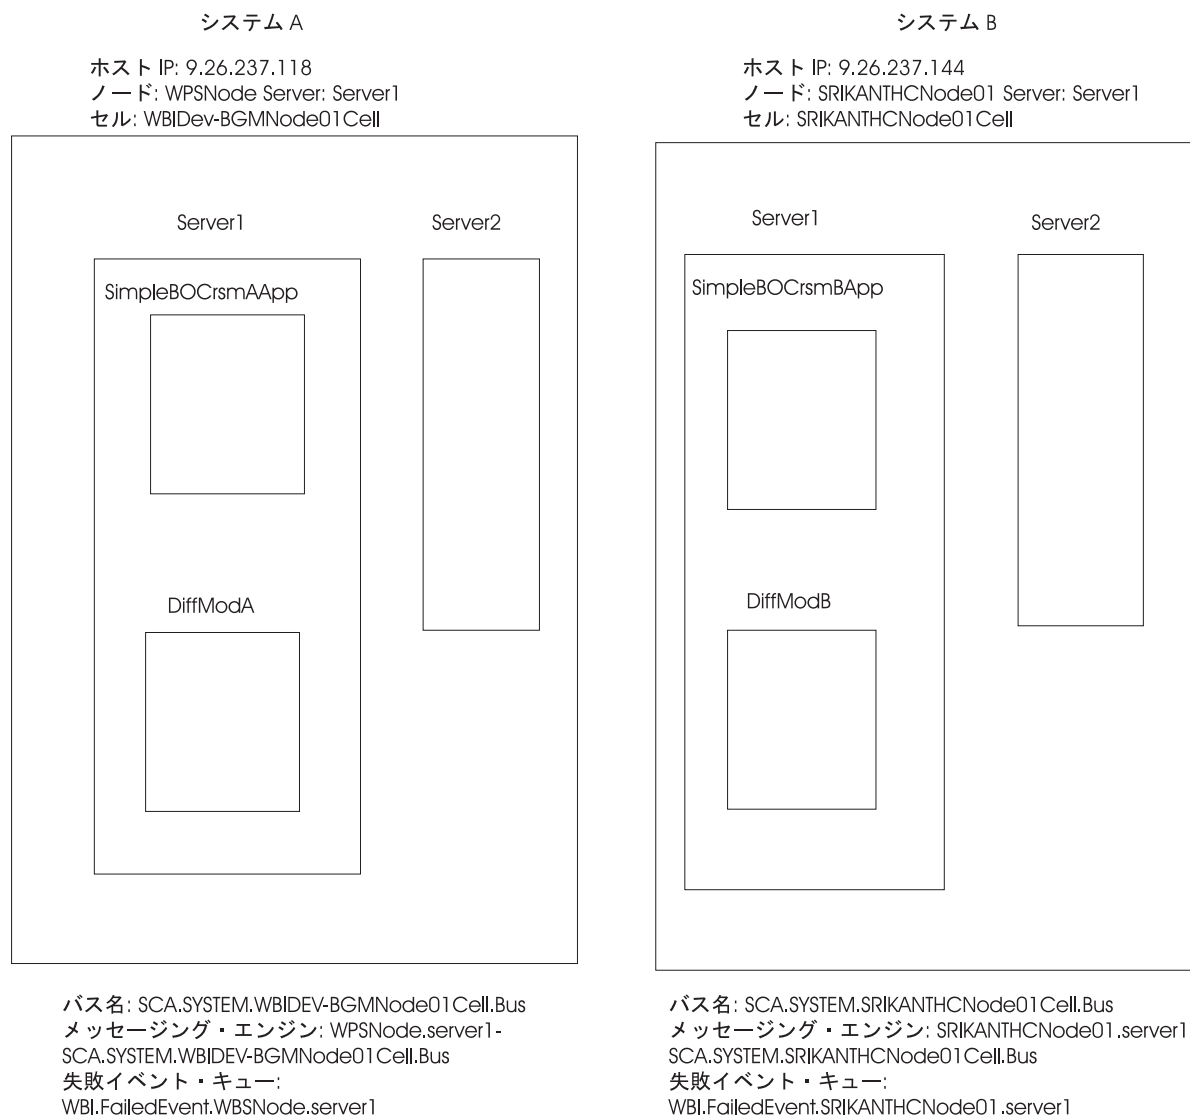 システム A
ホスト IP: 9.26.237.118
ノード: WPSNode Server: Server1
セル: WBIDev-BGMNode01Cell
Server1
Server2
SimpleBOCrsmAApp
DiffModA
バス名: SCA.SYSTEM.WBIDEV-BGMNode01Cell.Bus
メッセージング・エンジン: WPSNode.server1-
SCA.SYSTEM.WBIDEV-BGMNode01Cell.Bus
失敗イベント・キュー:
WBI.FailedEvent.WBSNode.server1
システム B
ホスト IP: 9.26.237.144
ノード: SRIKANTHCNode01 Server: Server1
セル: SRIKANTHCNode01Cell
Server1
Server2
SimpleBOCrsmBApp
DiffModB
バス名: SCA.SYSTEM.SRIKANTHCNode01Cell.Bus
メッセージング・エンジン: SRIKANTHCNode01.server1
SCA.SYSTEM.SRIKANTHCNode01Cell.Bus
失敗イベント・キュー:
WBI.FailedEvent.SRIKANTHCNode01.server1